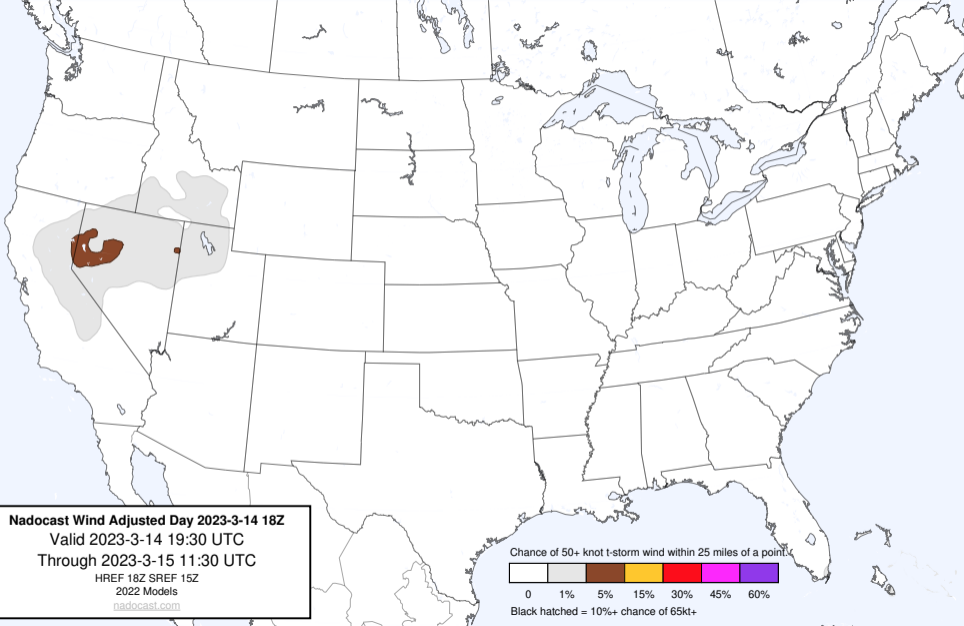 Nadocast Wind Adjusted Day 2023-3-14 18Z
Valid 2023-3-14 19:30 UTC
Through 2023-3-15 11:30 UTC
HREF 18Z SREF 15Z
2022 Models
nadocast.com
Chance of 50+ knot t-storm wind within 25 miles of a point.
0 1% 5% 15% 30% 45% 60%
Black hatched = 10%+ chance of 65kt+